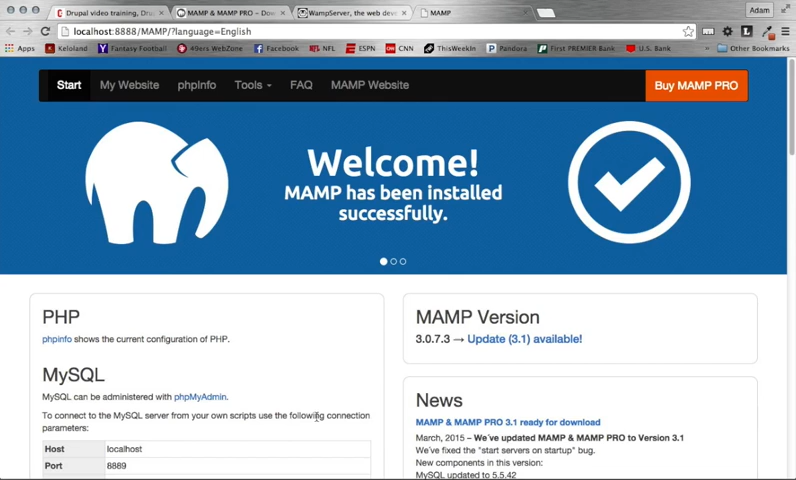 Drupal video training, Dru
MAMP & MAMP PRO – Dow
WampServer, the web dev
MAMP
Adam
localhost:8888/MAMP/?language=English
Apps
Keloland
Fantasy Football
49ers WebZone
Facebook
NFL
ESPN
CNN
ThisWeekIn
Pandora
First PREMIER Bank
U.S. Bank
»
Other Bookmarks
Start
My Website
phpInfo
Tools
FAQ
MAMP Website
Buy MAMP PRO
Welcome!
MAMP has been installed
successfully.
PHP
phpinfo shows the current configuration of PHP.
MySQL
MySQL can be administered with phpMyAdmin.
To connect to the MySQL server from your own scripts use the following connection
parameters:
Host localhost
Port 8889
MAMP Version
3.0.7.3 → Update (3.1) available!
News
MAMP & MAMP PRO 3.1 ready for download
March, 2015 – We´ve updated MAMP & MAMP PRO to Version 3.1
We've fixed the "start servers on startup" bug.
New components in this version:
MySQL updated to 5.5.42